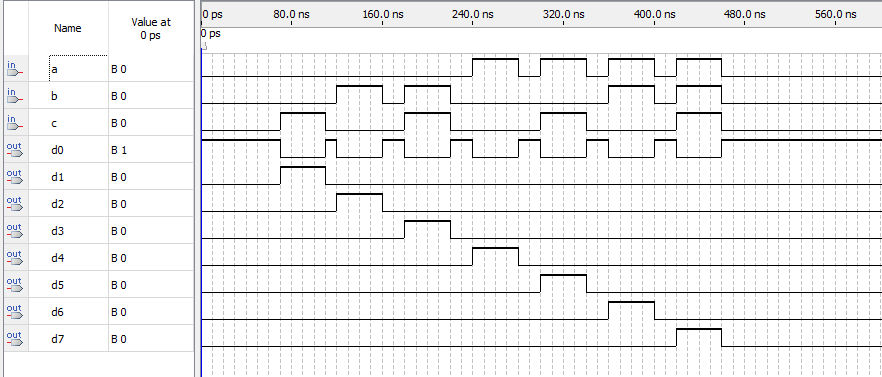 Name
Value at
0 ps
0 ps 80.0 ns 160.0 ns 240.0 ns 320.0 ns 400.0 ns 480.0 ns 560.0 ns
0 ps
in a B 0
in b B 0
in c B 0
out d0 B 1
out d1 B 0
out d2 B 0
out d3 B 0
out d4 B 0
out d5 B 0
out d6 B 0
out d7 B 0